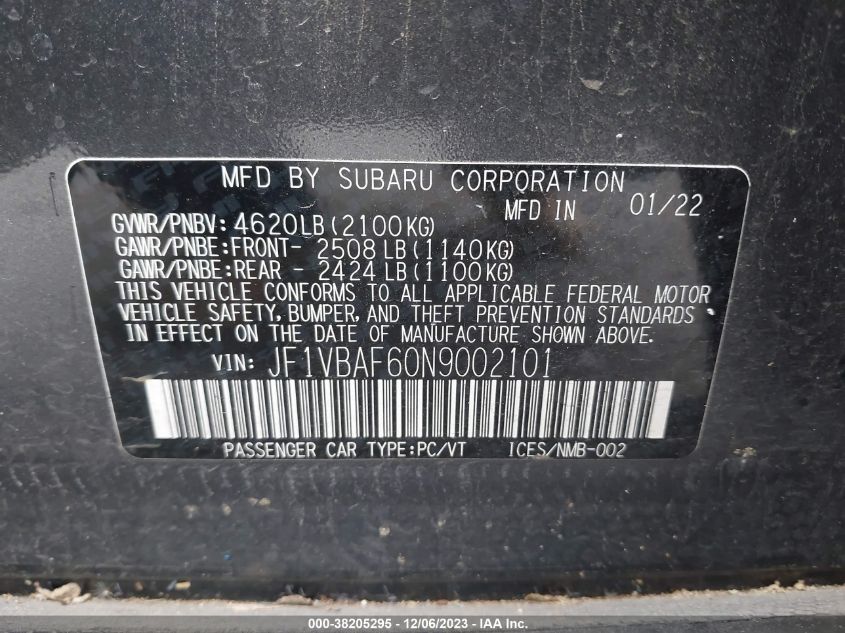 MFD BY SUBARU CORPORATION
MFD IN 01/22
GVWR/PNBV: 4620LB(2100KG)
GAWR/PNBE:FRONT- 2508 LB(1140KG)
GAWR/PNBE:REAR - 2424 LB(1100KG)
THIS VEHICLE CONFORMS TO ALL APPLICABLE FEDERAL MOTOR
VEHICLE SAFETY, BUMPER, AND THEFT PREVENTION STANDARDS
IN EFFECT ON THE DATE OF MANUFACTURE SHOWN ABOVE.
VIN: JF1VBAF60N9002101
PASSENGER CAR TYPE:PC/VT ICES/NMB-002
000-38205295 - 12/06/2023 - IAA Inc.